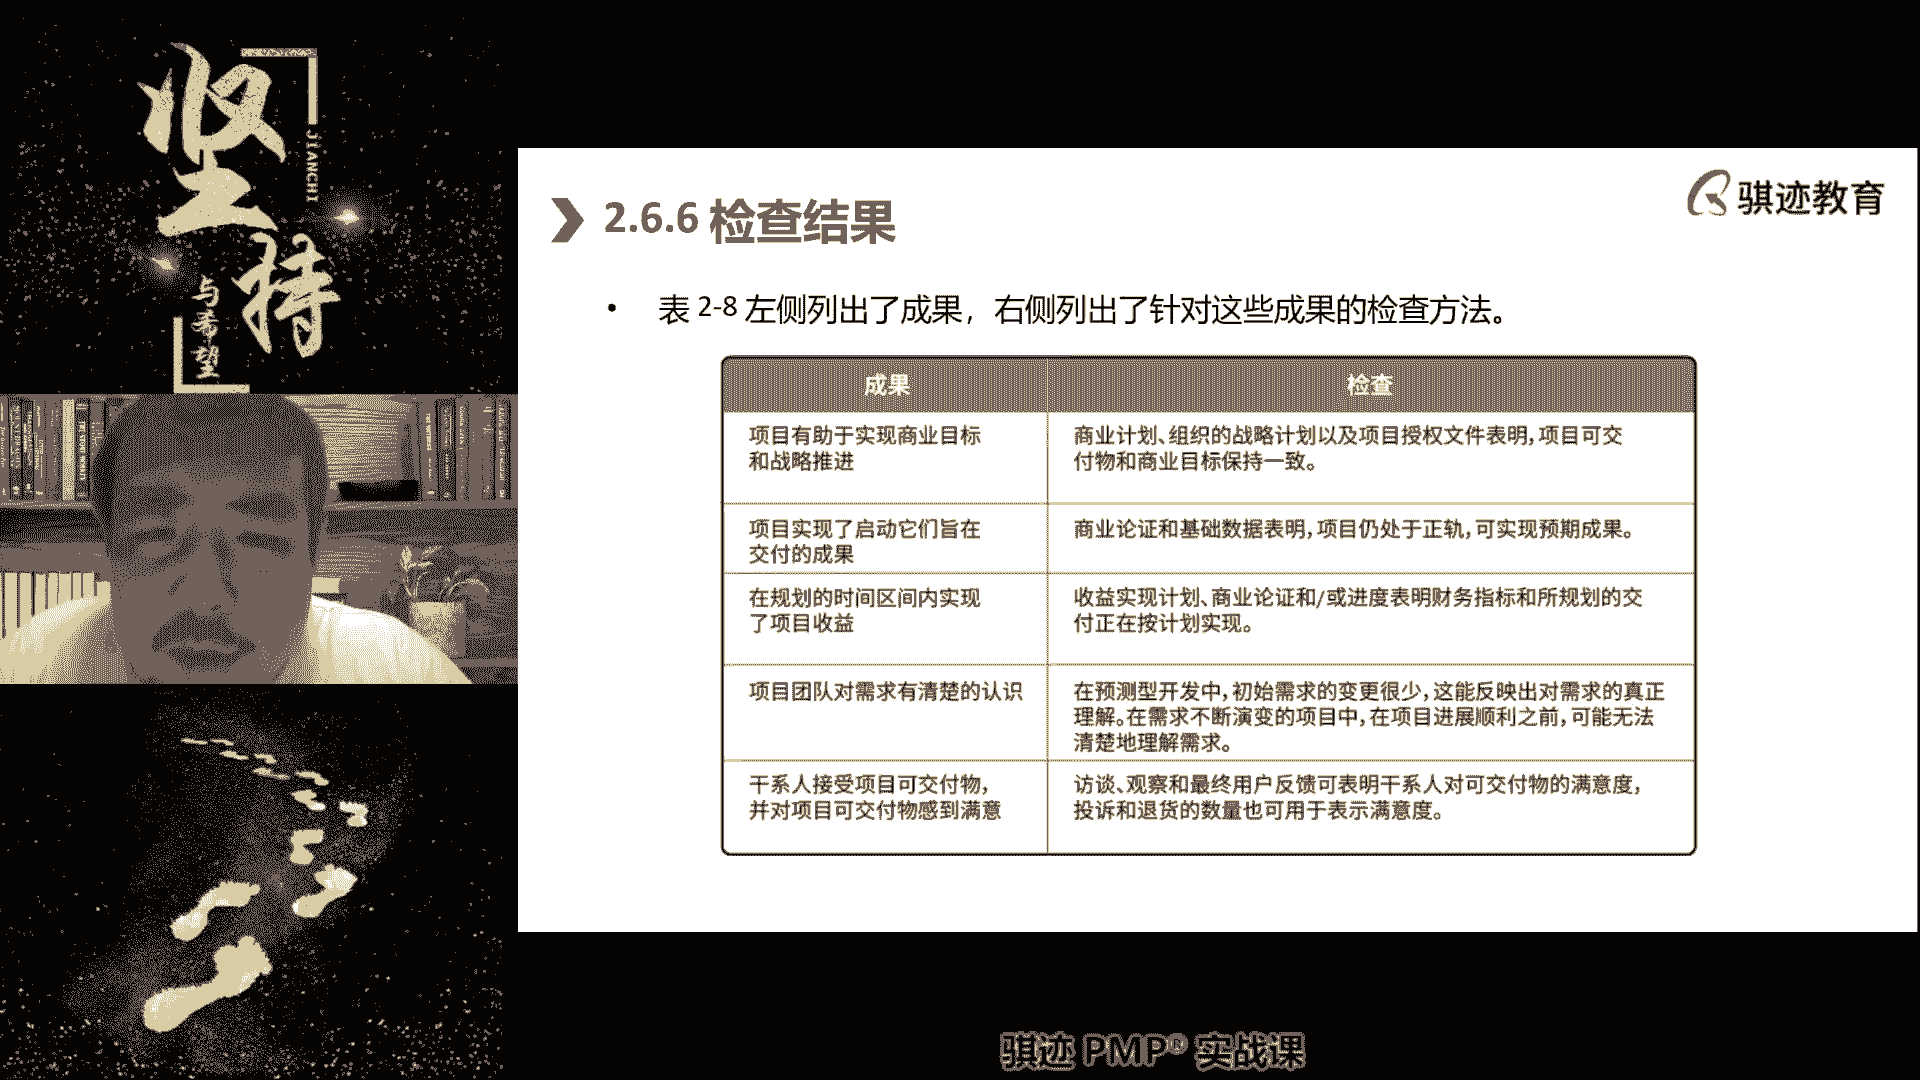 坚持
JIANCHI
与希望
骐迹教育
2.6.6 检查结果
• 表 2-8 左侧列出了成果，右侧列出了针对这些成果的检查方法。
成果
检查
项目有助于实现商业目标
和战略推进
商业计划、组织的战略计划以及项目授权文件表明，项目可交
付物和商业目标保持一致。
项目实现了启动它们旨在
交付的成果
商业论证和基础数据表明，项目仍处于正轨，可实现预期成果。
在规划的时间区间内实现
了项目收益
收益实现计划、商业论证和/或进度表明财务指标和所规划的交
付正在按计划实现。
项目团队对需求有清楚的认识
在预测型开发中，初始需求的变更很少，这能反映出对需求的真正
理解。在需求不断演变的项目中，在项目进展顺利之前，可能无法
清楚地理解需求。
干系人接受项目可交付物，
并对项目可交付物感到满意
访谈、观察和最终用户反馈可表明干系人对可交付物的满意度，
投诉和退货的数量也可用于表示满意度。
骐迹 PMP® 实战课